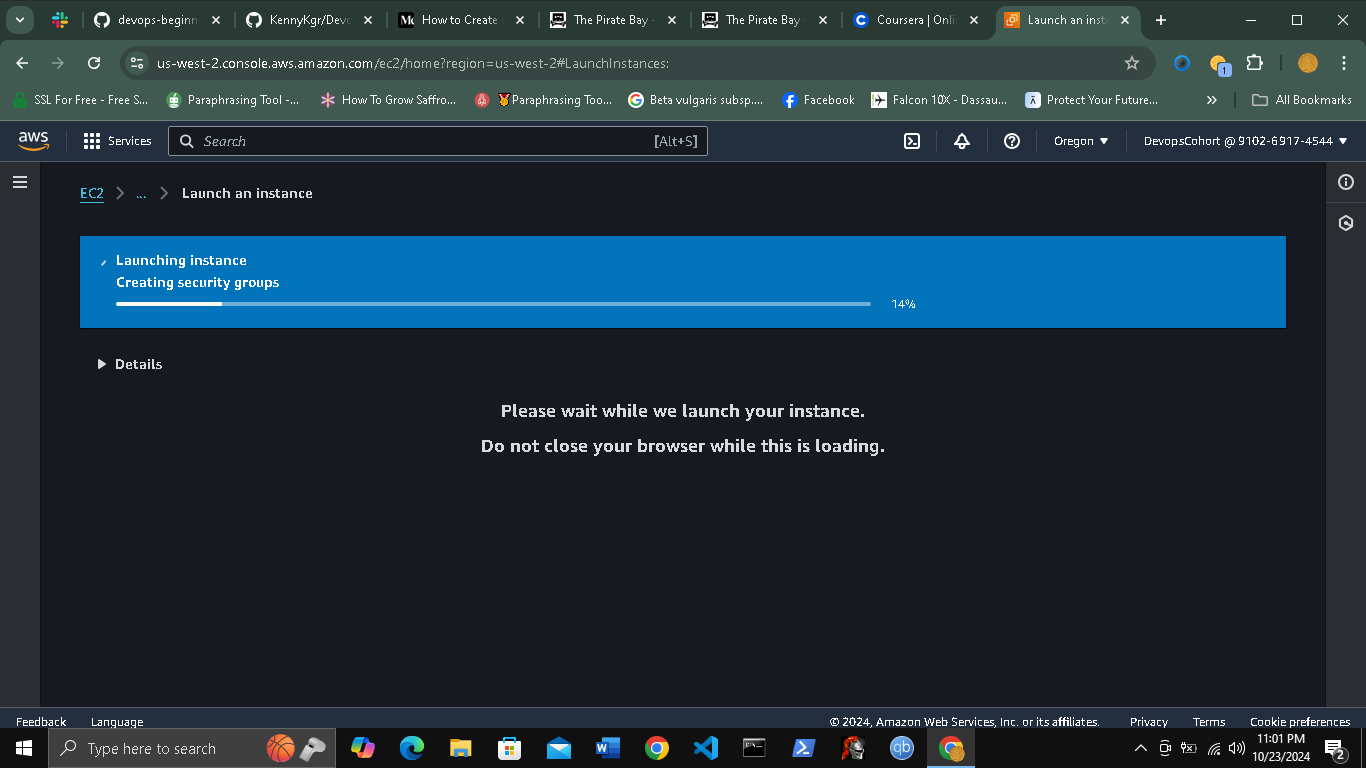 devops-beginn
KennyKgr/Devo
How to Create
The Pirate Bay -
The Pirate Bay -
Coursera | Onli
Launch an inst
us-west-2.console.aws.amazon.com/ec2/home?region=us-west-2#LaunchInstances:
1
SSL For Free - Free S...
Paraphrasing Tool -...
How To Grow Saffro...
Paraphrasing Too...
Beta vulgaris subsp....
Facebook
Falcon 10X - Dassau...
Protect Your Future...
All Bookmarks
aws
Services
Search
[Alt+S]
Oregon
DevopsCohort @ 9102-6917-4544
EC2
...
Launch an instance
Launching instance
Creating security groups
14%
Details
Please wait while we launch your instance.
Do not close your browser while this is loading.
Feedback
Language
© 2024, Amazon Web Services, Inc. or its affiliates.
Privacy
Terms
Cookie preferences
Type here to search
qb
11:01 PM
10/23/2024
2